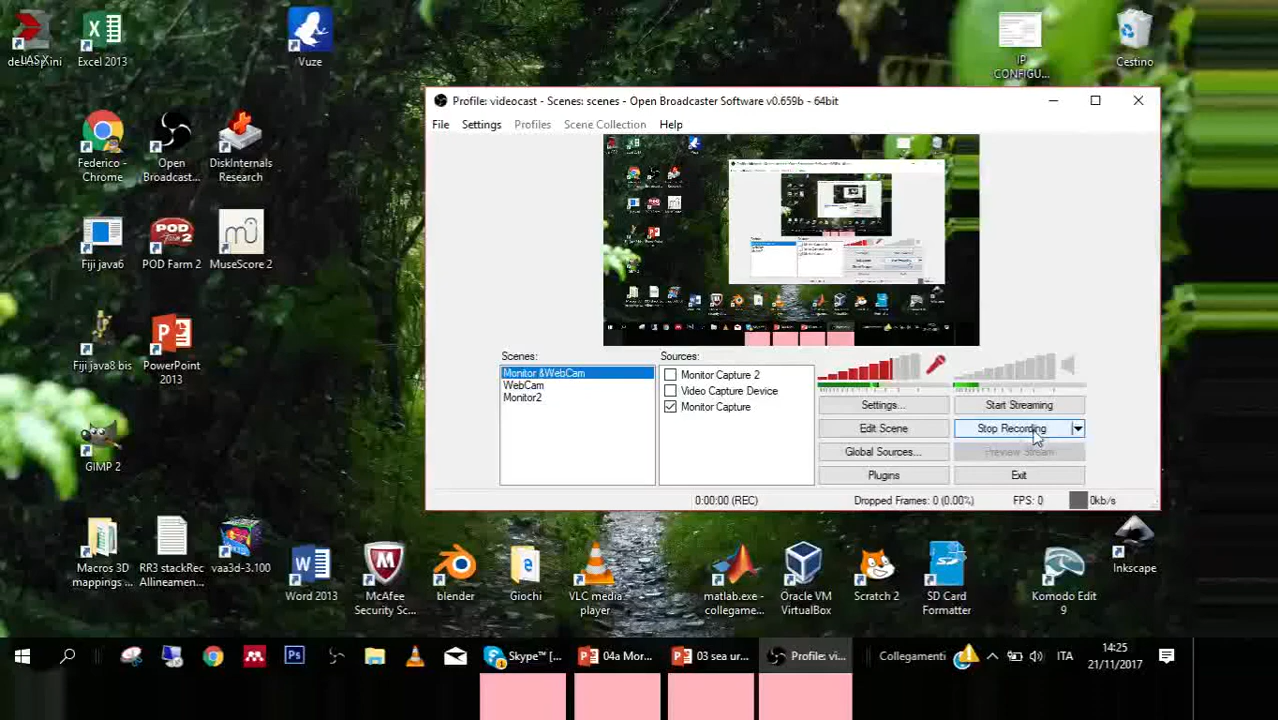 Excel 2013
Vuze
IP
CONFIGU...
Cestino
Profile: videocast - Scenes: scenes - Open Broadcaster Software v0.659b - 64bit
File Settings Profiles Scene Collection Help
Federico -
Chrome
Open
Broadcast...
DiskInternals
Research
Fiji java6
POD Farm 2
MuseScore 2
Fiji java8 bis
PowerPoint
2013
GIMP 2
Scenes:
Monitor &WebCam
WebCam
Monitor2
Sources:
Monitor Capture 2
Video Capture Device
Monitor Capture
Settings...
Start Streaming
Edit Scene
Stop Recording
Global Sources...
Preview Stream
Plugins
Exit
0:00:00 (REC)
Dropped Frames: 0 (0.00%)
FPS: 0
0kb/s
Macros 3D
mappings ...
RR3 stackRec
Allineamen...
vaa3d-3.100
Word 2013
McAfee
Security Sc...
blender
Giochi
VLC media
player
matlab.exe -
collegame...
Oracle VM
VirtualBox
Scratch 2
SD Card
Formatter
Komodo Edit
9
Inkscape
Skype™ [...
04a Mor...
03 sea ur...
Profile: vi...
Collegamenti
ITA
14:25
21/11/2017